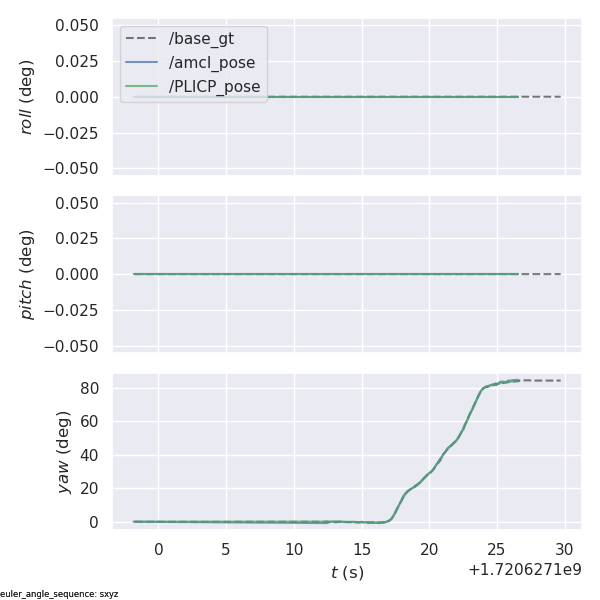 0.050
0.025
0.000
−0.025
−0.050
roll (deg)
/base_gt
/amcl_pose
/PLICP_pose
0.050
0.025
0.000
−0.025
−0.050
pitch (deg)
80
60
40
20
0
yaw (deg)
0 5 10 15 20 25 30
t (s)
+1.7206271e9
euler_angle_sequence: sxyz